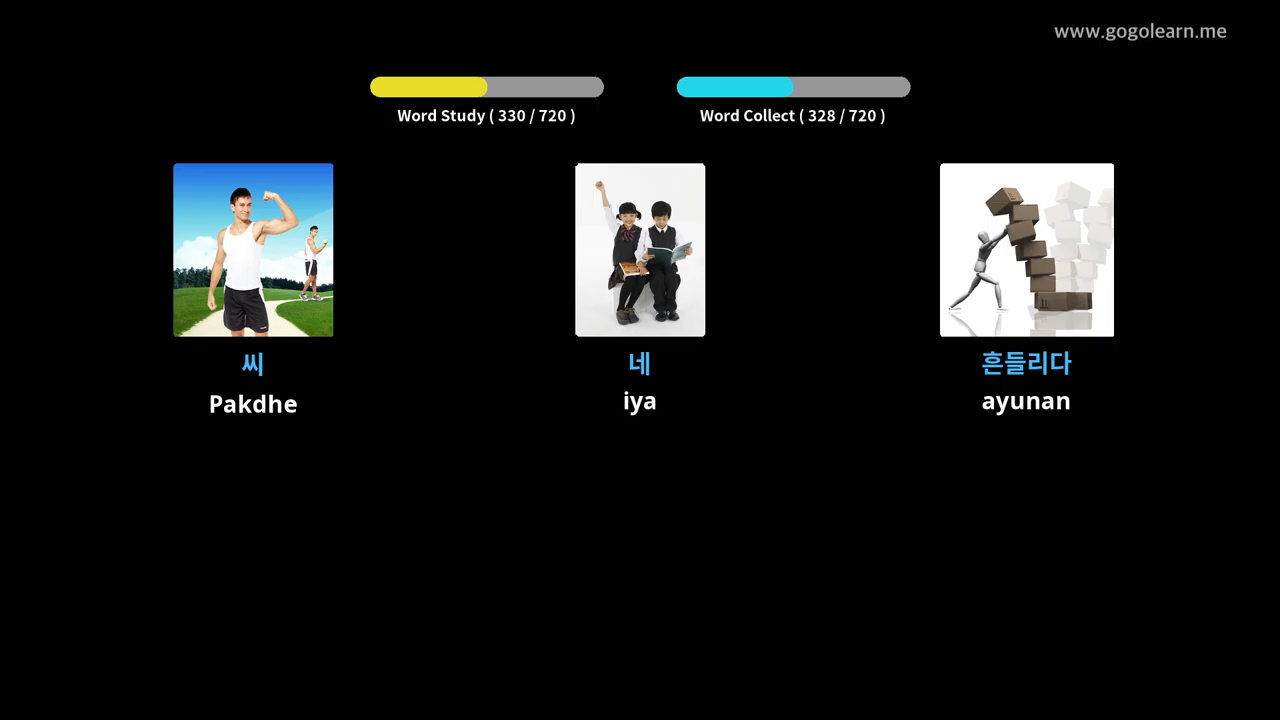 www.gogolearn.me
Word Study ( 330 / 720 )
Word Collect ( 328 / 720 )
씨
네
흔들리다
Pakdhe
iya
ayunan